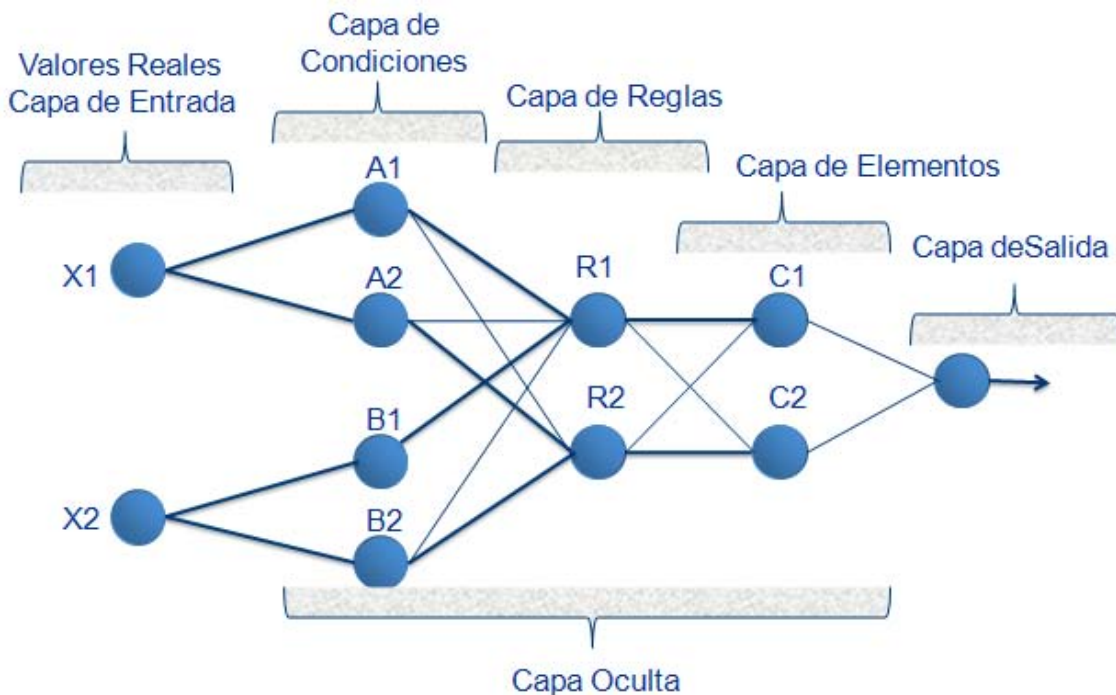 Valores Reales
Capa de Entrada
Capa de
Condiciones
Capa de Reglas
Capa de Elementos
Capa deSalida
X1
X2
A1
A2
B1
B2
R1
R2
C1
C2
Capa Oculta